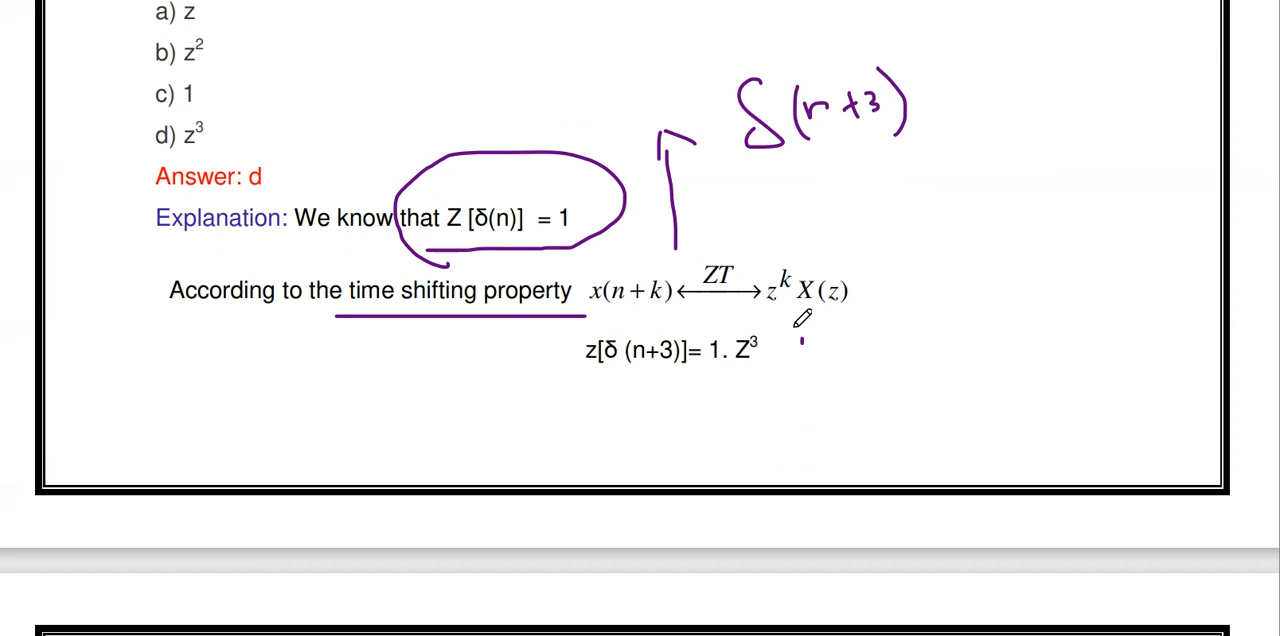 a) z
b) z²
c) 1
d) z³
δ(n+3)
Answer: d
Explanation: We know that Z [δ(n)] = 1
According to the time shifting property x(n + k) ⟷ZT z^k X(z)
z[δ (n+3)]= 1. Z³